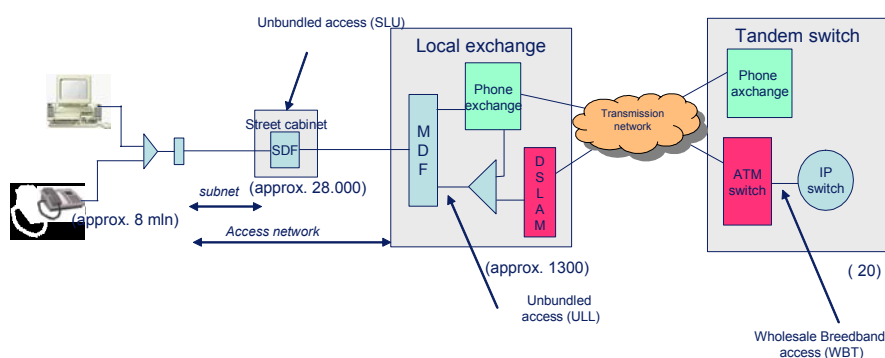 Unbundled access (SLU)
Local exchange
Tandem switch
Phone
exchange
Phone
axchange
Transmission
network
Street cabinet
SDF
M
D
F
D
S
L
A
M
ATM
switch
IP
switch
subnet
(approx. 28.000)
(approx. 8 mln)
Access network
(approx. 1300)
( 20)
Unbundled
access (ULL)
Wholesale Breedband
access (WBT)